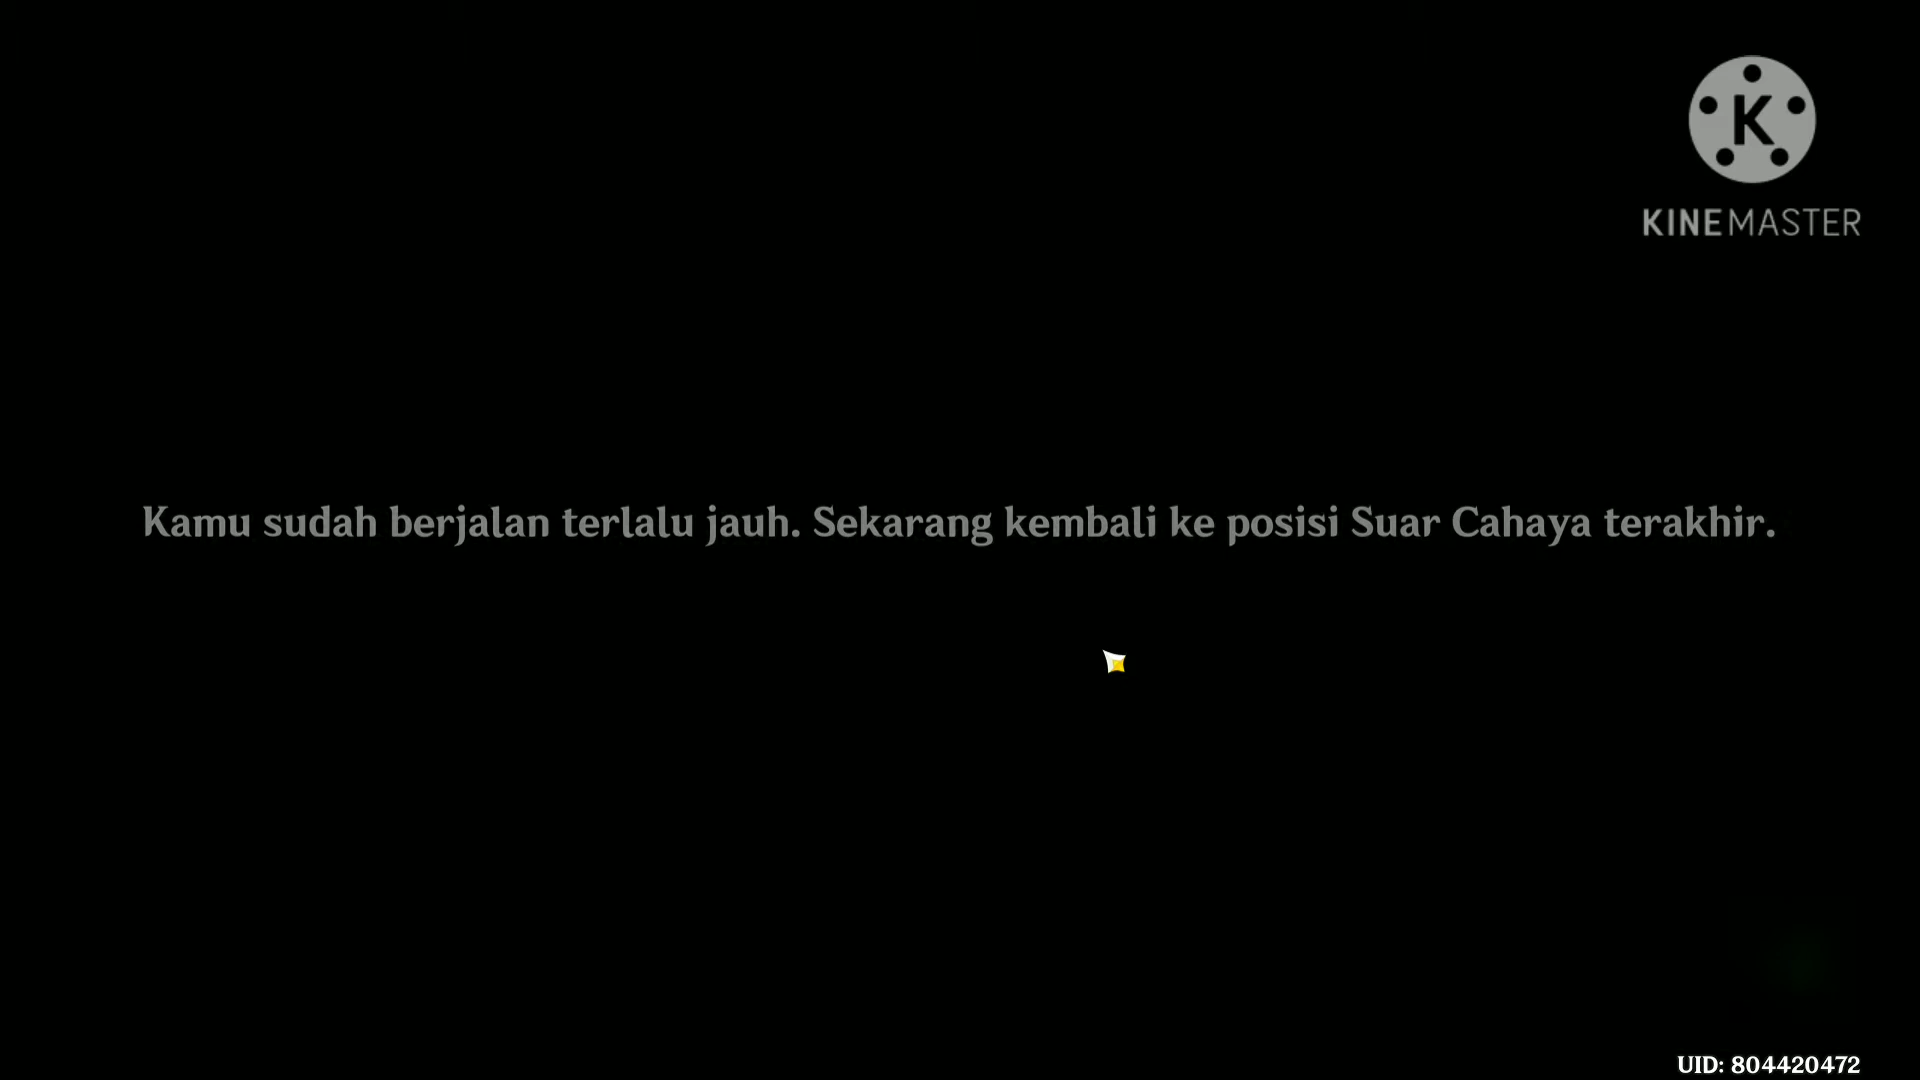 K
KINEMASTER
Kamu sudah berjalan terlalu jauh. Sekarang kembali ke posisi Suar Cahaya terakhir.
UID: 804420472